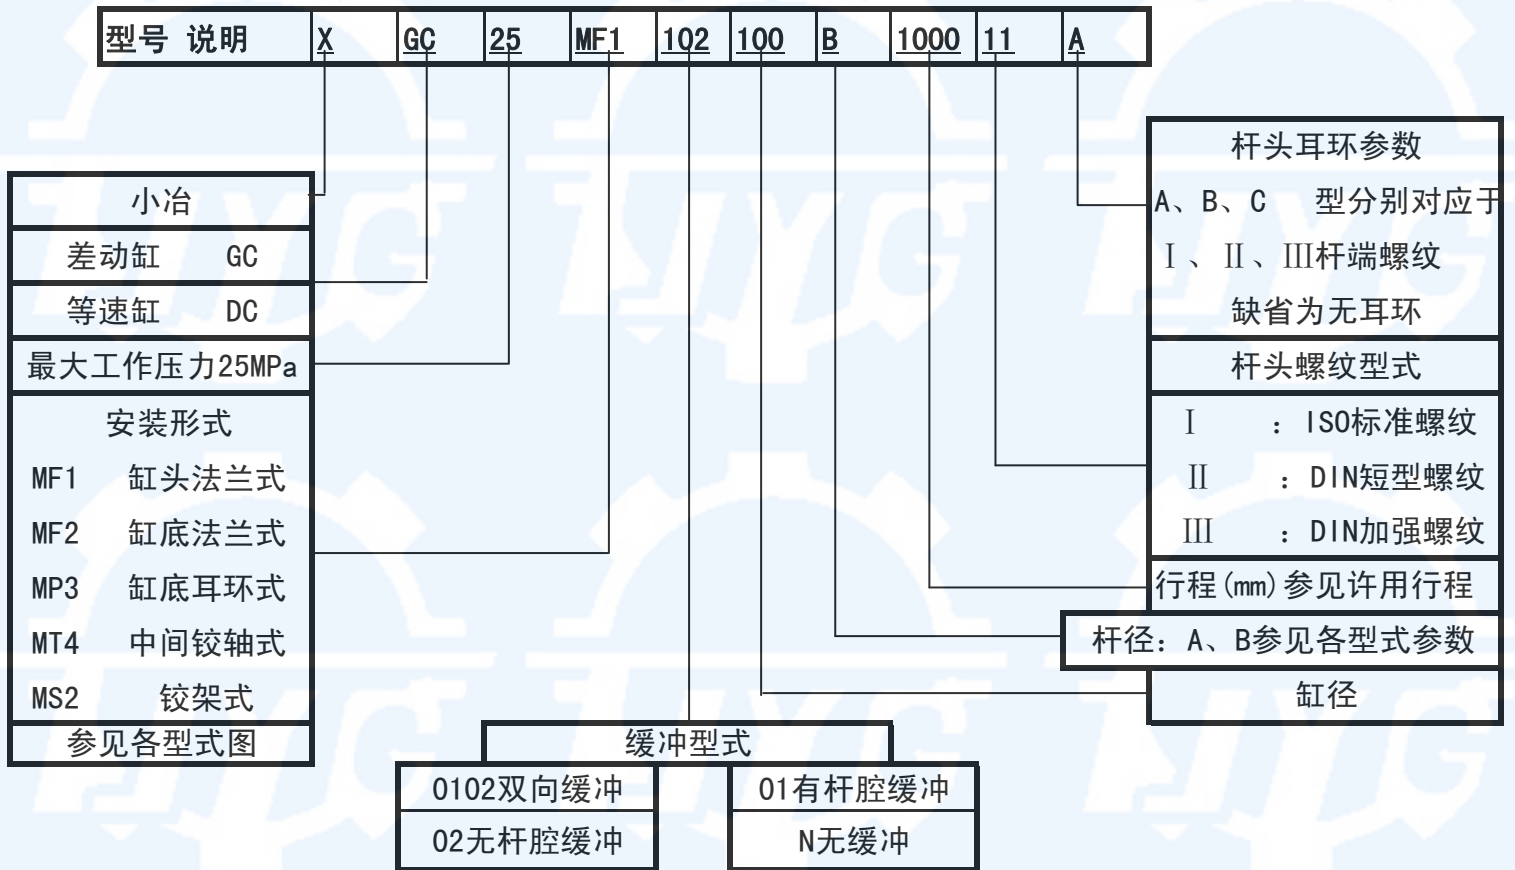 型号 说明 X GC 25 MF1 102 100 B 1000 11 A
小冶
差动缸 GC
等速缸 DC
最大工作压力25MPa
安装形式
MF1 缸头法兰式
MF2 缸底法兰式
MP3 缸底耳环式
MT4 中间铰轴式
MS2 铰架式
参见各型式图
缓冲型式
0102双向缓冲 01有杆腔缓冲
02无杆腔缓冲 N无缓冲
杆头耳环参数
A、B、C 型分别对应于
Ⅰ、Ⅱ、Ⅲ杆端螺纹
缺省为无耳环
杆头螺纹型式
Ⅰ : ISO标准螺纹
Ⅱ : DIN短型螺纹
Ⅲ : DIN加强螺纹
行程(mm)参见许用行程
杆径: A、B参见各型式参数
缸径